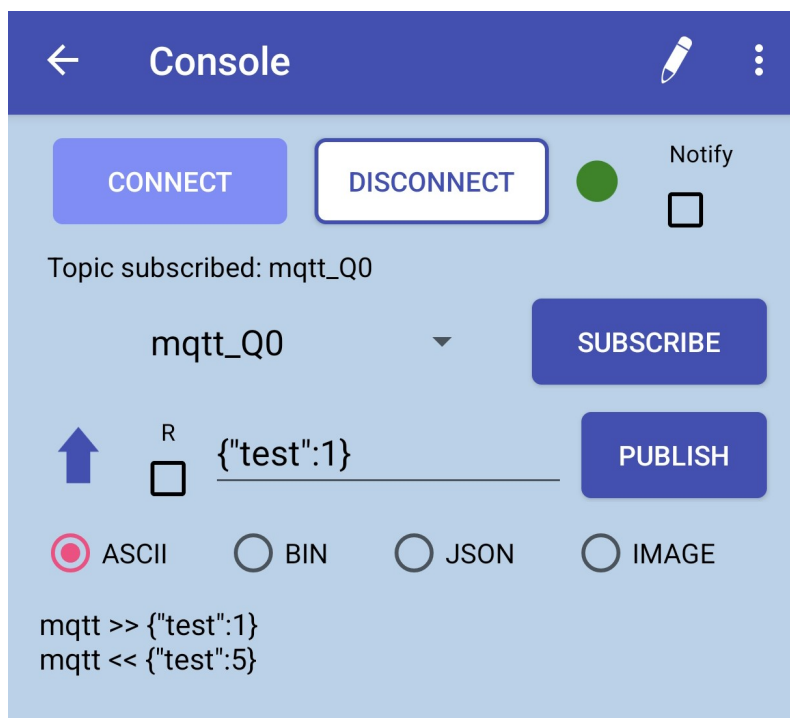 Console
CONNECT DISCONNECT Notify
Topic subscribed: mqtt_Q0
mqtt_Q0 SUBSCRIBE
R {"test":1} PUBLISH
ASCII BIN JSON IMAGE
mqtt >> {"test":1}
mqtt << {"test":5}